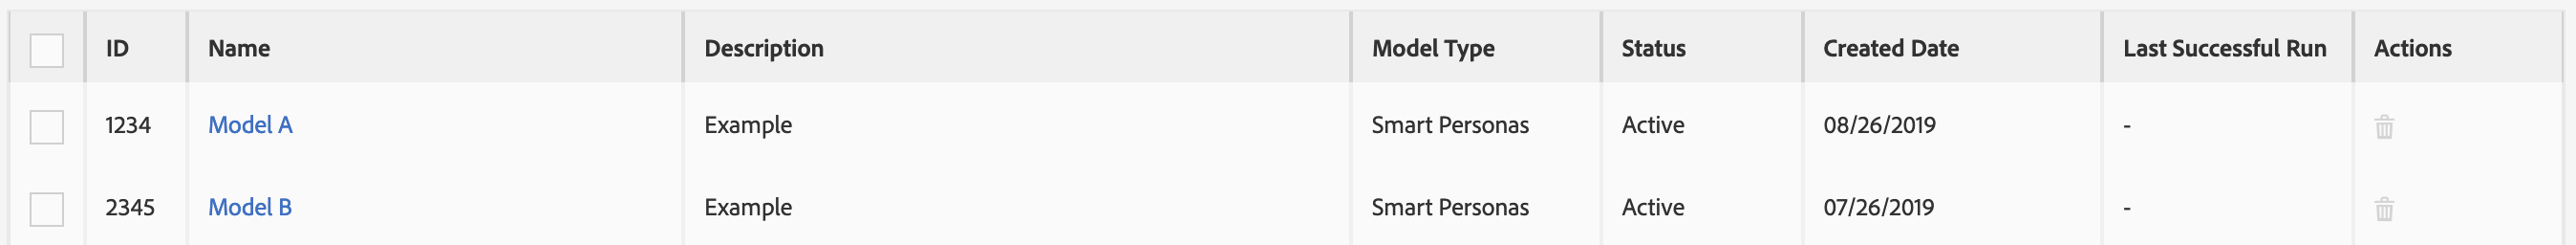 ID Name Description Model Type Status Created Date Last Successful Run Actions
1234 Model A Example Smart Personas Active 08/26/2019 -
2345 Model B Example Smart Personas Active 07/26/2019 -